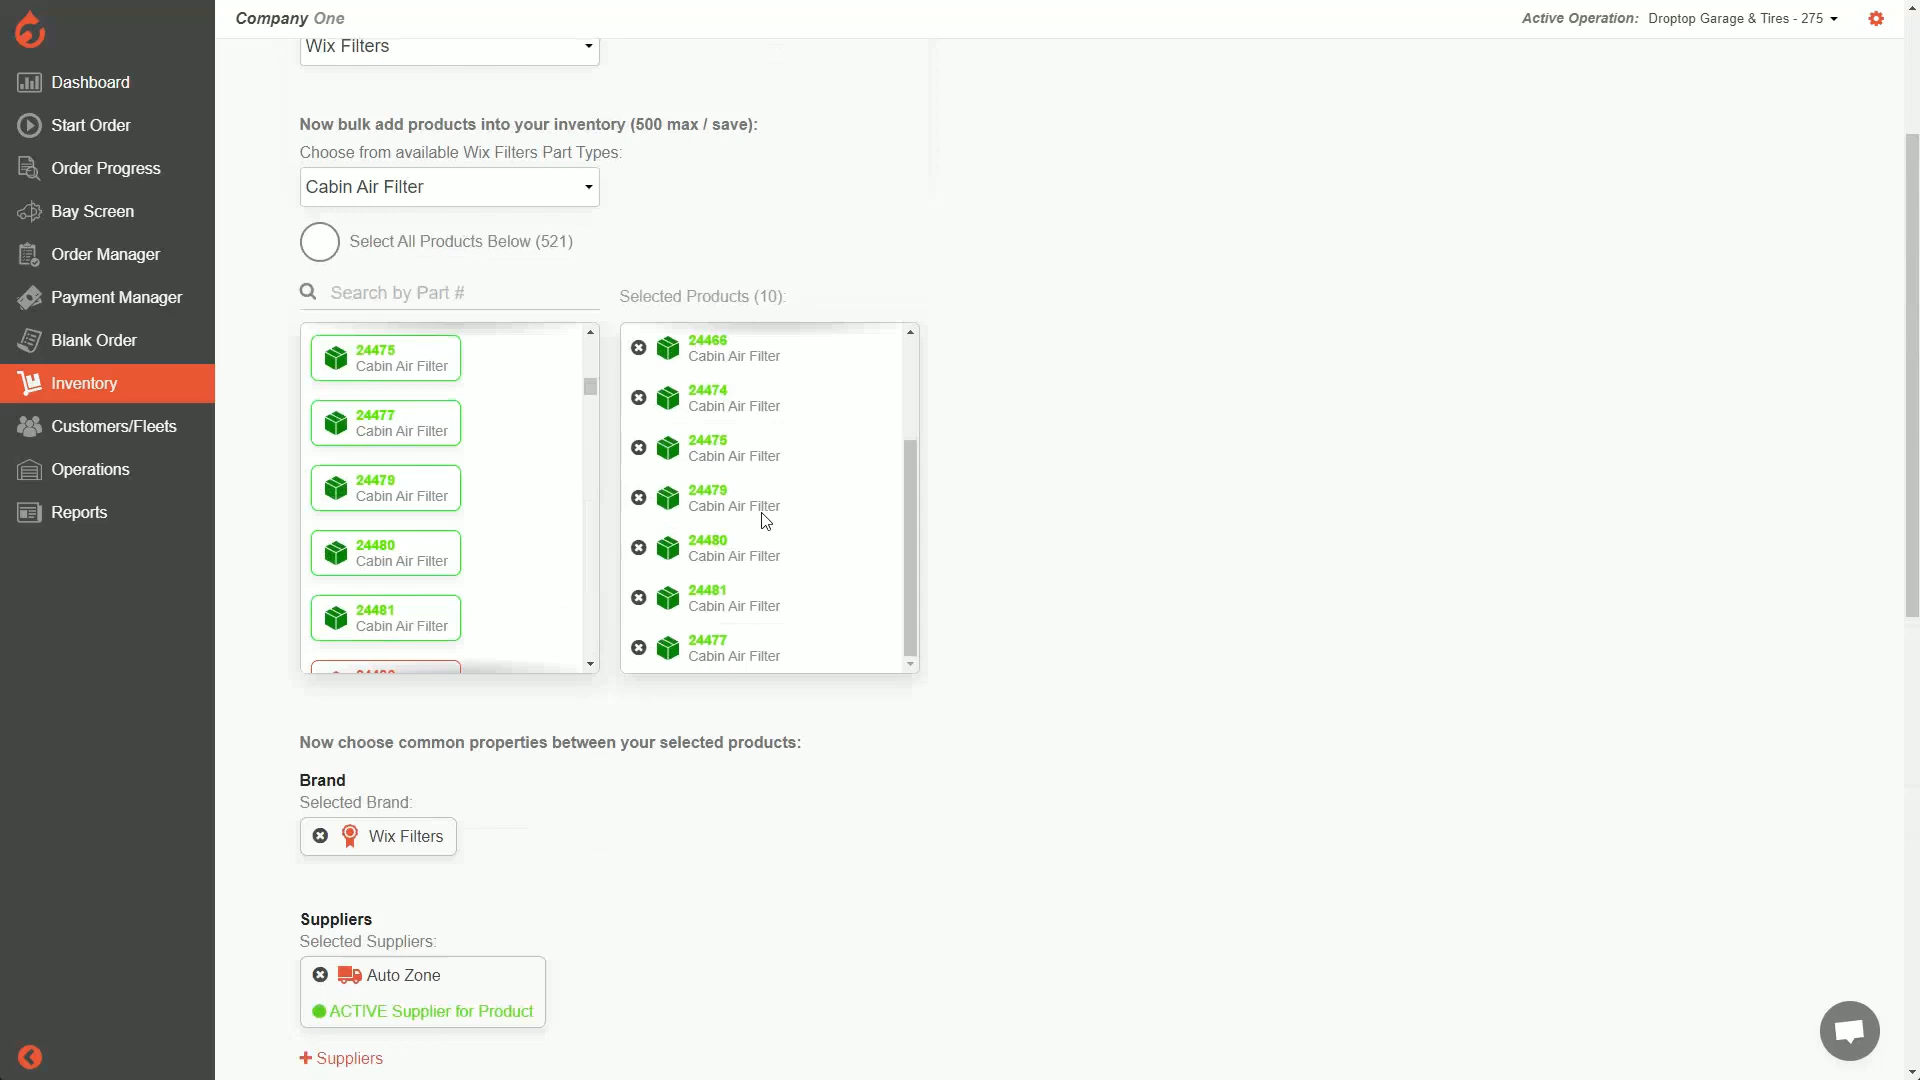 Company One
Active Operation: Droptop Garage & Tires - 275
Dashboard
Start Order
Order Progress
Bay Screen
Order Manager
Payment Manager
Blank Order
Inventory
Customers/Fleets
Operations
Reports
Wix Filters
Now bulk add products into your inventory (500 max / save):
Choose from available Wix Filters Part Types:
Cabin Air Filter
Select All Products Below (521)
Search by Part #
24475
Cabin Air Filter
24477
Cabin Air Filter
24479
Cabin Air Filter
24480
Cabin Air Filter
24481
Cabin Air Filter
Selected Products (10):
24466
Cabin Air Filter
24474
Cabin Air Filter
24475
Cabin Air Filter
24479
Cabin Air Filter
24480
Cabin Air Filter
24481
Cabin Air Filter
24477
Cabin Air Filter
Now choose common properties between your selected products:
Brand
Selected Brand:
Wix Filters
Suppliers
Selected Suppliers:
Auto Zone
ACTIVE Supplier for Product
+ Suppliers